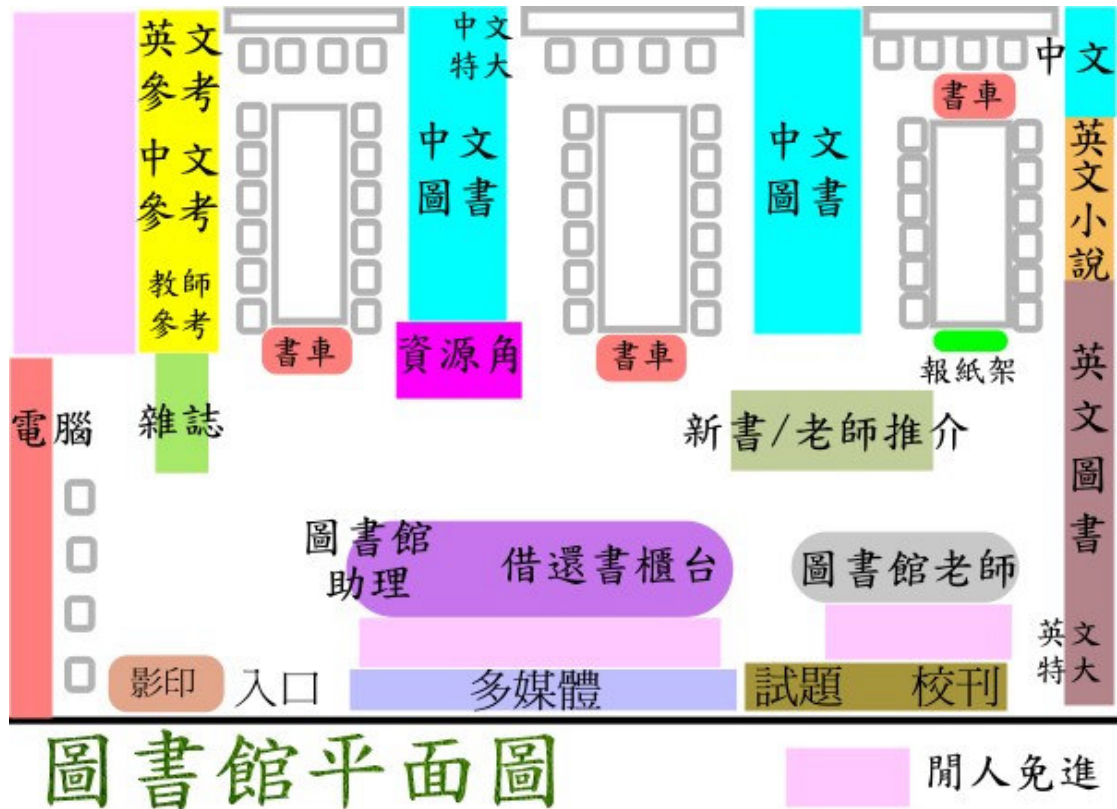 英文
參考
中文
參考
教師
參考
中文
特大
中文
圖書
中文
圖書
中文
書車
英文小說
書車
資源角
書車
報紙架
英文圖書
電腦
雜誌
新書/老師推介
圖書館
助理
借還書櫃台
圖書館老師
英文
特大
影印
入口
多媒體
試題 校刊
圖書館平面圖
閒人免進